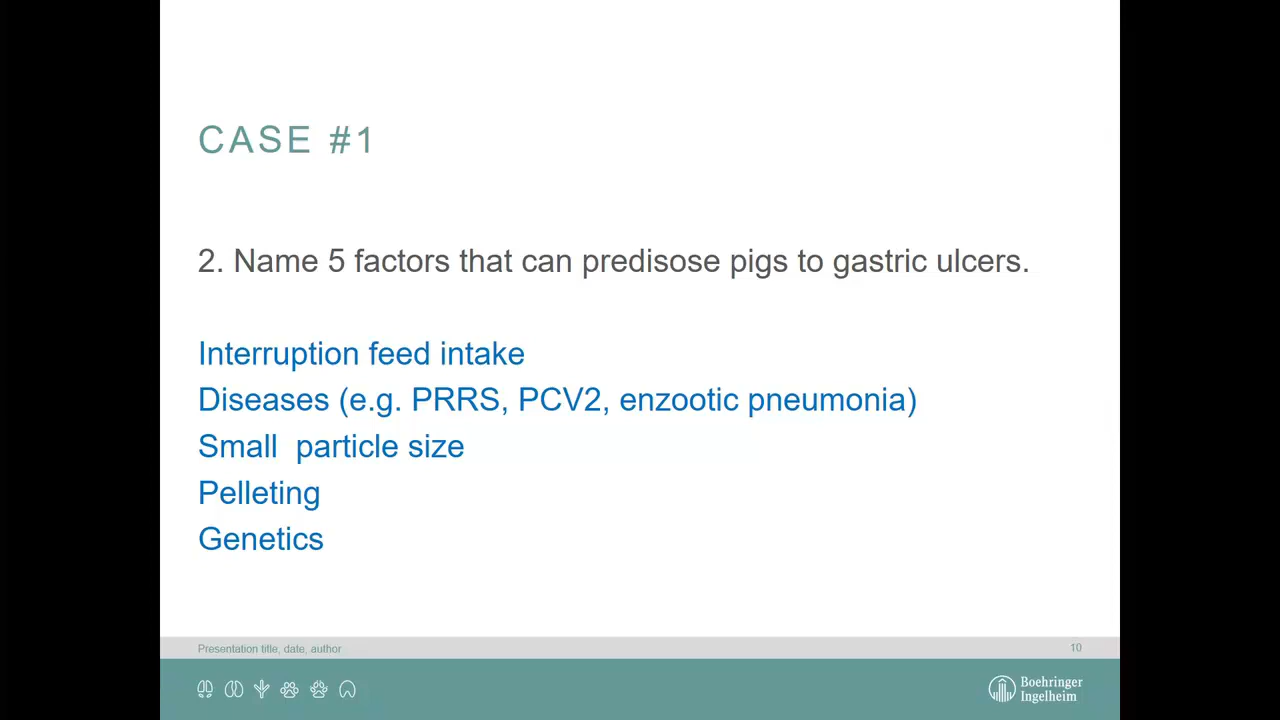 CASE #1
2. Name 5 factors that can predisose pigs to gastric ulcers.
Interruption feed intake
Diseases (e.g. PRRS, PCV2, enzootic pneumonia)
Small  particle size
Pelleting
Genetics
Presentation title, date, author
10
Boehringer
Ingelheim